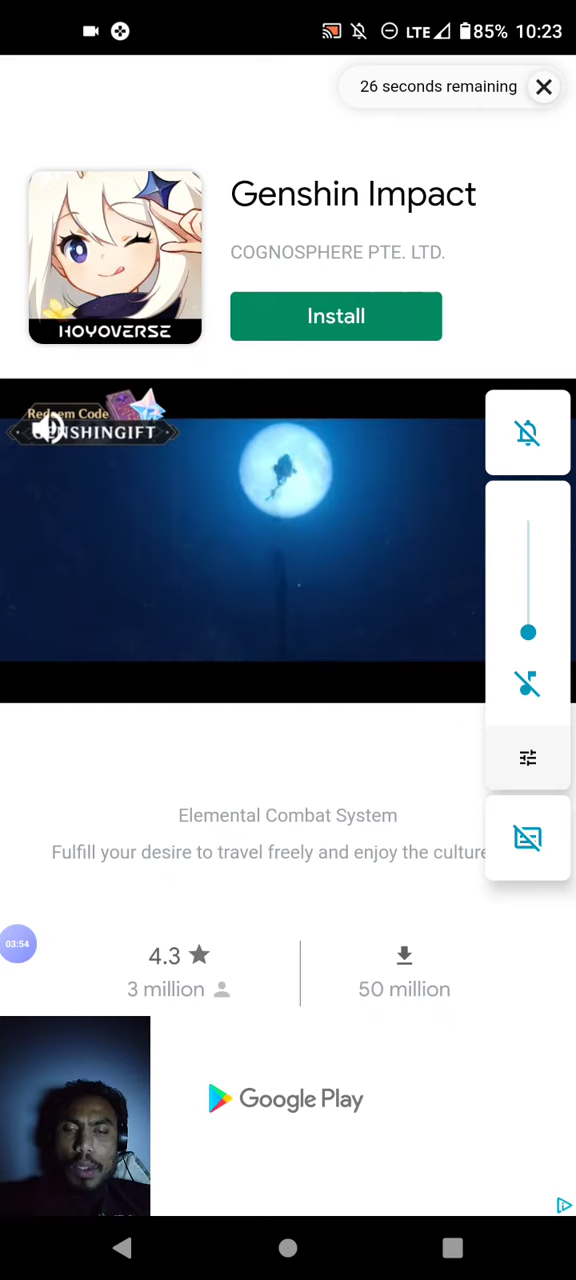 LTE 85% 10:23
26 seconds remaining
Genshin Impact
COGNOSPHERE PTE. LTD.
Install
HOYOVERSE
Redeem Code
GENSHINGIFT
Elemental Combat System
Fulfill your desire to travel freely and enjoy the culture
03:54
4.3
3 million
50 million
Google Play